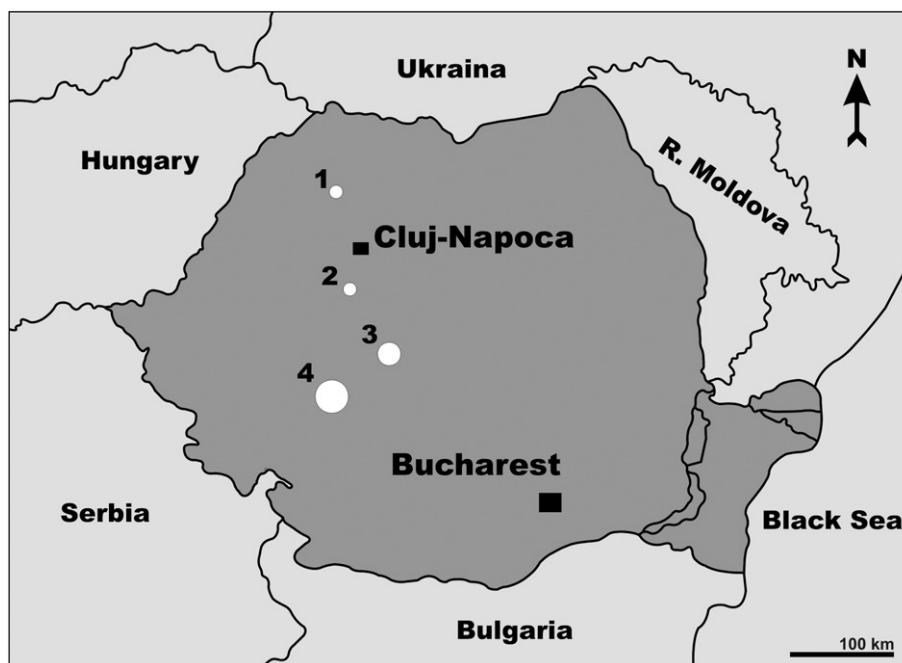 Ukraina
N
Hungary
R. Moldova
1
Cluj-Napoca
2
3
4
Bucharest
Serbia
Black Sea
Bulgaria
100 km